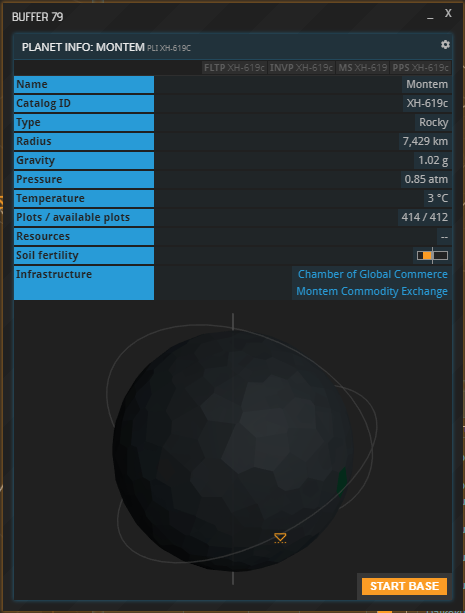 BUFFER 79 _ X
PLANET INFO: MONTEM PLI XH-619C
FLTP XH-619c INVP XH-619c MS XH-619 PPS XH-619c
Name Montem
Catalog ID XH-619c
Type Rocky
Radius 7,429 km
Gravity 1.02 g
Pressure 0.85 atm
Temperature 3 °C
Plots / available plots 414 / 412
Resources --
Soil fertility
Infrastructure Chamber of Global Commerce
Montem Commodity Exchange
START BASE